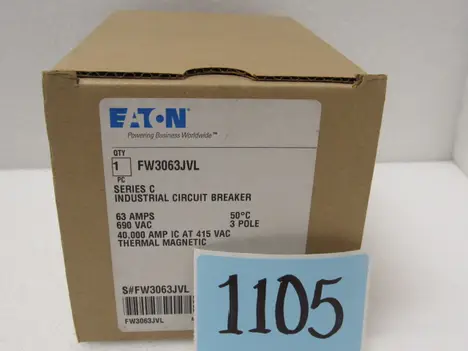 EATON
Powering Business Worldwide™
QTY
1 FW3063JVL
PC
SERIES C
INDUSTRIAL CIRCUIT BREAKER
63 AMPS 50°C
690 VAC 3 POLE
40,000 AMP IC AT 415 VAC
THERMAL MAGNETIC
S#FW3063JVL
FW3063JVL
1105